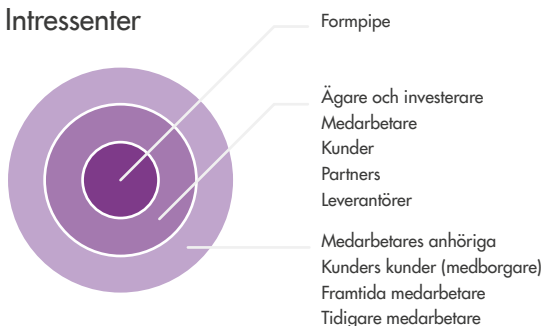 Intressenter
Formpipe
Ägare och investerare
Medarbetare
Kunder
Partners
Leverantörer
Medarbetares anhöriga
Kunders kunder (medborgare)
Framtida medarbetare
Tidigare medarbetare